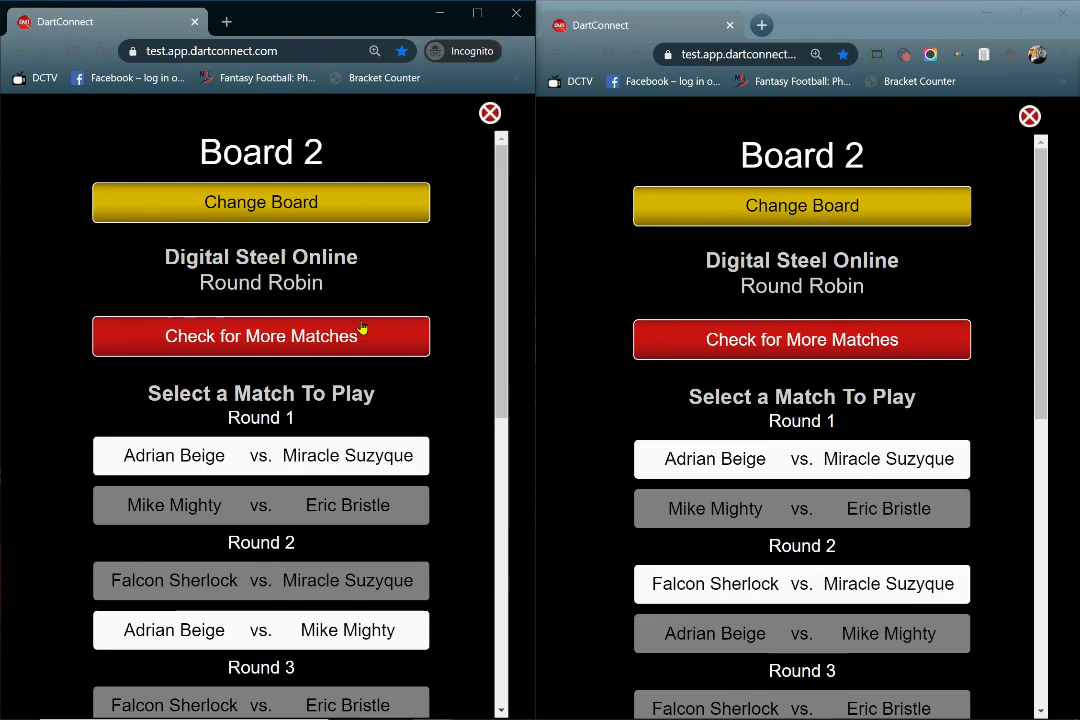 DartConnect
test.app.dartconnect.com
Incognito
DCTV
Facebook – log in o...
Fantasy Football: Ph...
Bracket Counter
Board 2
Change Board
Digital Steel Online
Round Robin
Check for More Matches
Select a Match To Play
Round 1
Adrian Beige vs. Miracle Suzyque
Mike Mighty vs. Eric Bristle
Round 2
Falcon Sherlock vs. Miracle Suzyque
Adrian Beige vs. Mike Mighty
Round 3
Falcon Sherlock vs. Eric Bristle
DartConnect
test.app.dartconnect...
DCTV
Facebook – log in o...
Fantasy Football: Ph...
Bracket Counter
Board 2
Change Board
Digital Steel Online
Round Robin
Check for More Matches
Select a Match To Play
Round 1
Adrian Beige vs. Miracle Suzyque
Mike Mighty vs. Eric Bristle
Round 2
Falcon Sherlock vs. Miracle Suzyque
Adrian Beige vs. Mike Mighty
Round 3
Falcon Sherlock vs. Eric Bristle